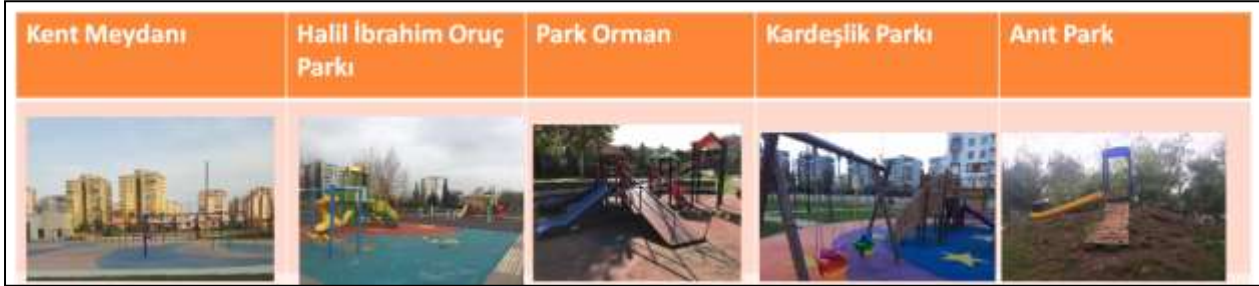 Kent Meydanı
Halil İbrahim Oruç
Parkı
Park Orman
Kardeşlik Parkı
Anıt Park